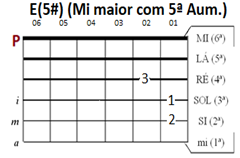 E(5#) (Mi maior com 5ª Aum.)
06 05 04 03 02 01
P MI (6ª)
LÁ (5ª)
3 RÉ (4ª)
i 1 SOL (3ª)
m 2 SI (2ª)
a mi (1ª)